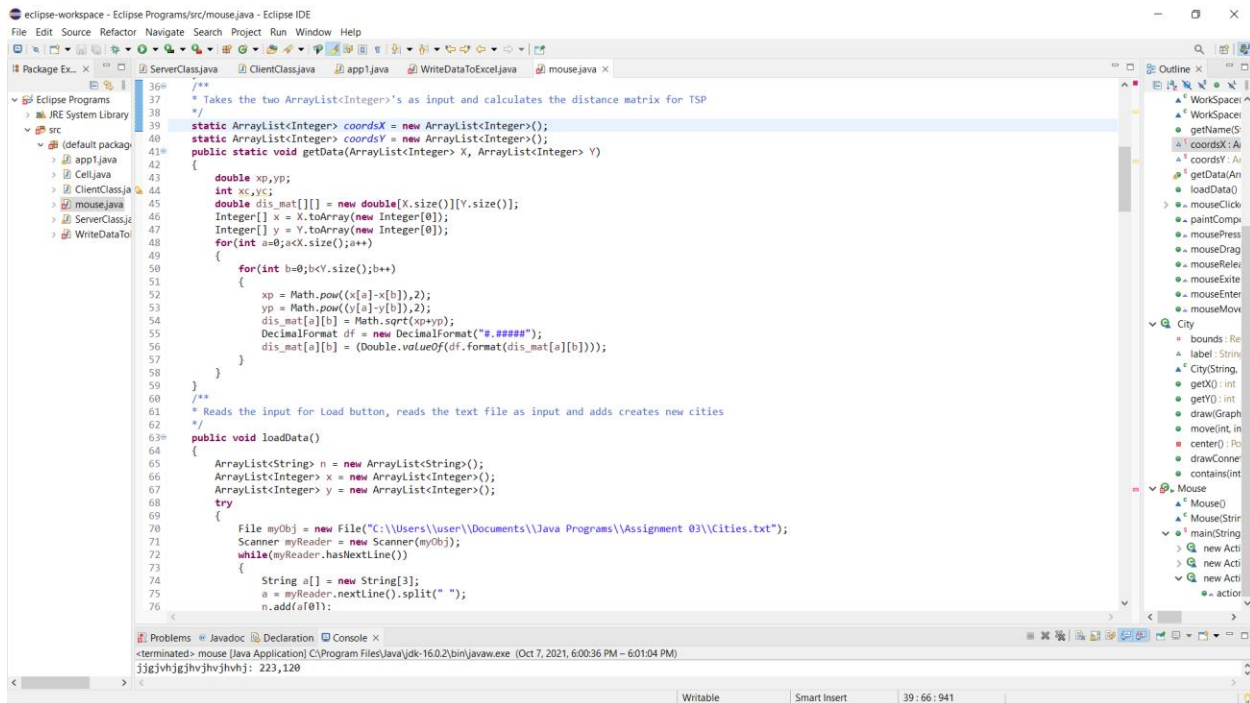 eclipse-workspace - Eclipse Programs/src/mouse.java - Eclipse IDE
File Edit Source Refactor Navigate Search Project Run Window Help
Package Ex...
Eclipse Programs
JRE System Library
src
(default packag
app1.java
Cell.java
ClientClass.ja
mouse.java
ServerClass.ja
WriteDataTo
ServerClass.java ClientClass.java app1.java WriteDataToExcel.java mouse.java
36 /**
37 * Takes the two ArrayList<Integer>'s as input and calculates the distance matrix for TSP
38 */
39 static ArrayList<Integer> coordsX = new ArrayList<Integer>();
40 static ArrayList<Integer> coordsY = new ArrayList<Integer>();
41 public static void getData(ArrayList<Integer> X, ArrayList<Integer> Y)
42 {
43 double xp,yp;
44 int xc,yc;
45 double dis_mat[][] = new double[X.size()][Y.size()];
46 Integer[] x = X.toArray(new Integer[0]);
47 Integer[] y = Y.toArray(new Integer[0]);
48 for(int a=0;a<X.size();a++)
49 {
50 for(int b=0;b<Y.size();b++)
51 {
52 xp = Math.pow((x[a]-x[b]),2);
53 yp = Math.pow((y[a]-y[b]),2);
54 dis_mat[a][b] = Math.sqrt(xp+yp);
55 DecimalFormat df = new DecimalFormat("#.#####");
56 dis_mat[a][b] = (Double.valueOf(df.format(dis_mat[a][b])));
57 }
58 }
59 }
60 /**
61 * Reads the input for Load button, reads the text file as input and adds creates new cities
62 */
63 public void loadData()
64 {
65 ArrayList<String> n = new ArrayList<String>();
66 ArrayList<Integer> x = new ArrayList<Integer>();
67 ArrayList<Integer> y = new ArrayList<Integer>();
68 try
69 {
70 File myObj = new File("C:\\Users\\user\\Documents\\Java Programs\\Assignment 03\\Cities.txt");
71 Scanner myReader = new Scanner(myObj);
72 while(myReader.hasNextLine())
73 {
74 String a[] = new String[3];
75 a = myReader.nextLine().split(" ");
76 n.add(a[0]);
Outline
WorkSpace
WorkSpace
getName(S
coordsX : A
coordsY : A
getData(Arr
loadData()
mouseClick
paintCompo
mousePress
mouseDrag
mouseRelea
mouseExite
mouseEnter
mouseMove
City
bounds : Re
label : Strin
City(String,
getX() : int
getY() : int
draw(Graph
move(int, in
center() : Po
drawConne
contains(int
Mouse
Mouse()
Mouse(Strin
main(String
new Acti
new Acti
new Acti
action
Problems Javadoc Declaration Console
<terminated> mouse [Java Application] C:\Program Files\Java\jdk-16.0.2\bin\javaw.exe (Oct 7, 2021, 6:00:36 PM – 6:01:04 PM)
jjgjvhjgjhvjhvjhvhj: 223,120
Writable Smart Insert 39 : 66 : 941